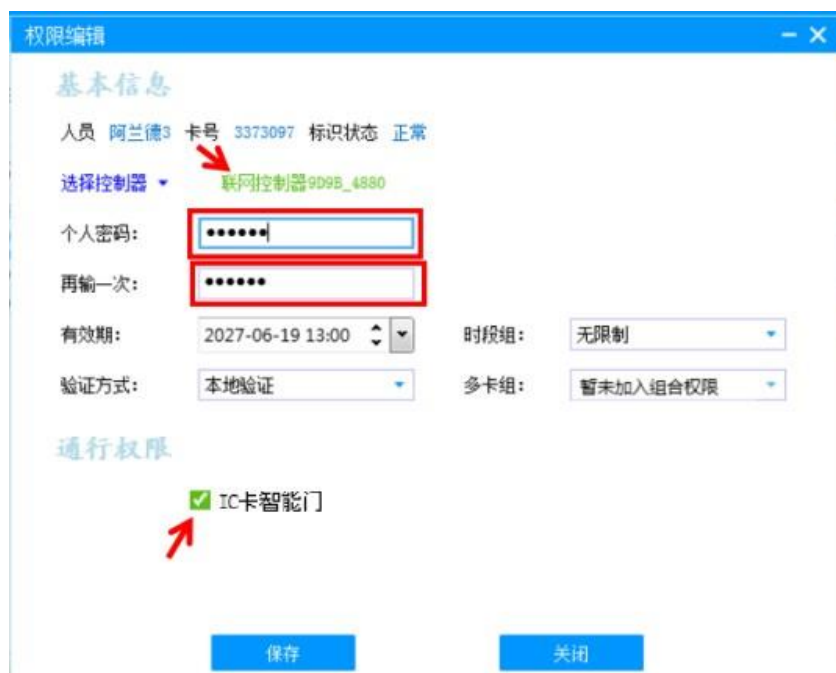 权限编辑
基本信息
人员 阿兰德3 卡号 3373097 标识状态 正常
选择控制器 联网控制器9D9B_4880
个人密码: ••••••
再输一次: ••••••
有效期: 2027-06-19 13:00 时段组: 无限制
验证方式: 本地验证 多卡组: 暂未加入组合权限
通行权限
IC卡智能门
保存 关闭